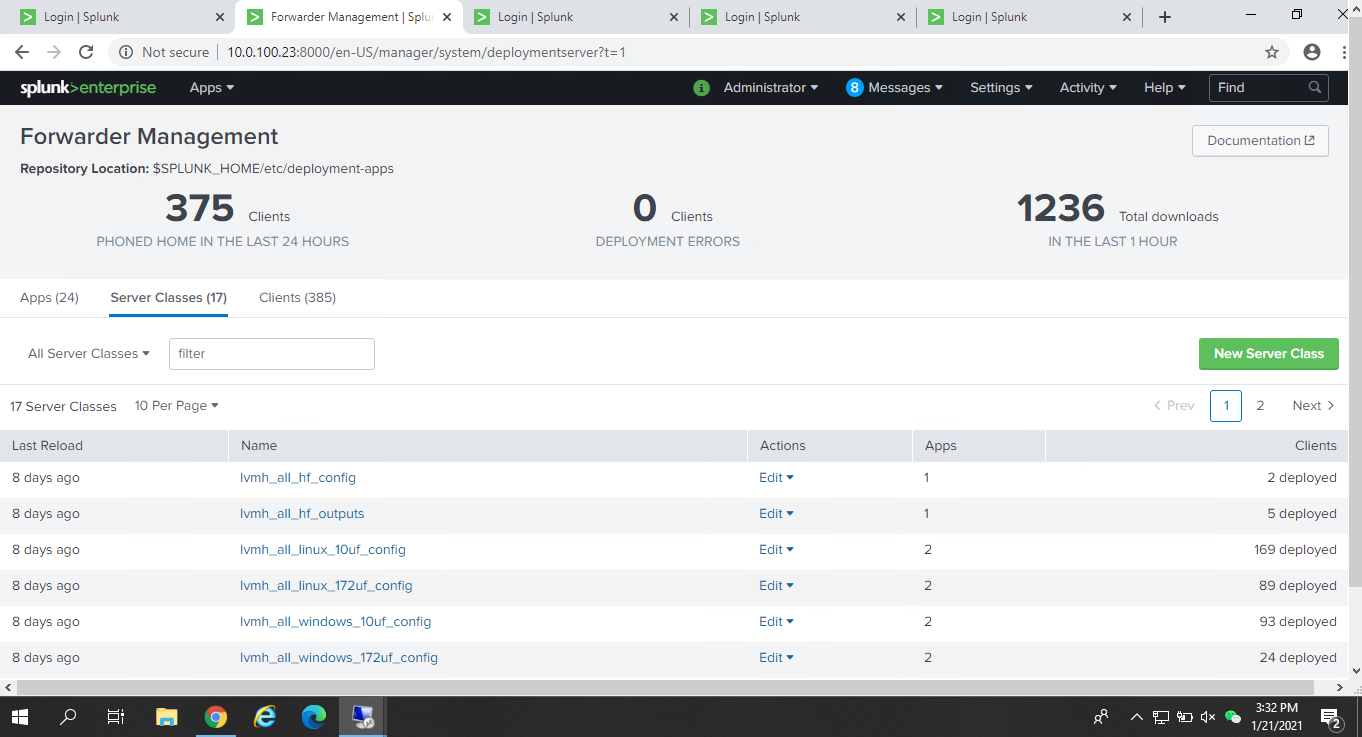 Login | Splunk
Forwarder Management | Splu
Login | Splunk
Login | Splunk
Login | Splunk
Not secure | 10.0.100.23:8000/en-US/manager/system/deploymentserver?t=1
splunk>enterprise Apps Administrator 8 Messages Settings Activity Help Find
Forwarder Management
Documentation
Repository Location: $SPLUNK_HOME/etc/deployment-apps
375 Clients
PHONED HOME IN THE LAST 24 HOURS
0 Clients
DEPLOYMENT ERRORS
1236 Total downloads
IN THE LAST 1 HOUR
Apps (24) Server Classes (17) Clients (385)
All Server Classes filter New Server Class
17 Server Classes 10 Per Page < Prev 1 2 Next >
Last Reload Name Actions Apps Clients
8 days ago lvmh_all_hf_config Edit 1 2 deployed
8 days ago lvmh_all_hf_outputs Edit 1 5 deployed
8 days ago lvmh_all_linux_10uf_config Edit 2 169 deployed
8 days ago lvmh_all_linux_172uf_config Edit 2 89 deployed
8 days ago lvmh_all_windows_10uf_config Edit 2 93 deployed
8 days ago lvmh_all_windows_172uf_config Edit 2 24 deployed
3:32 PM
1/21/2021
2